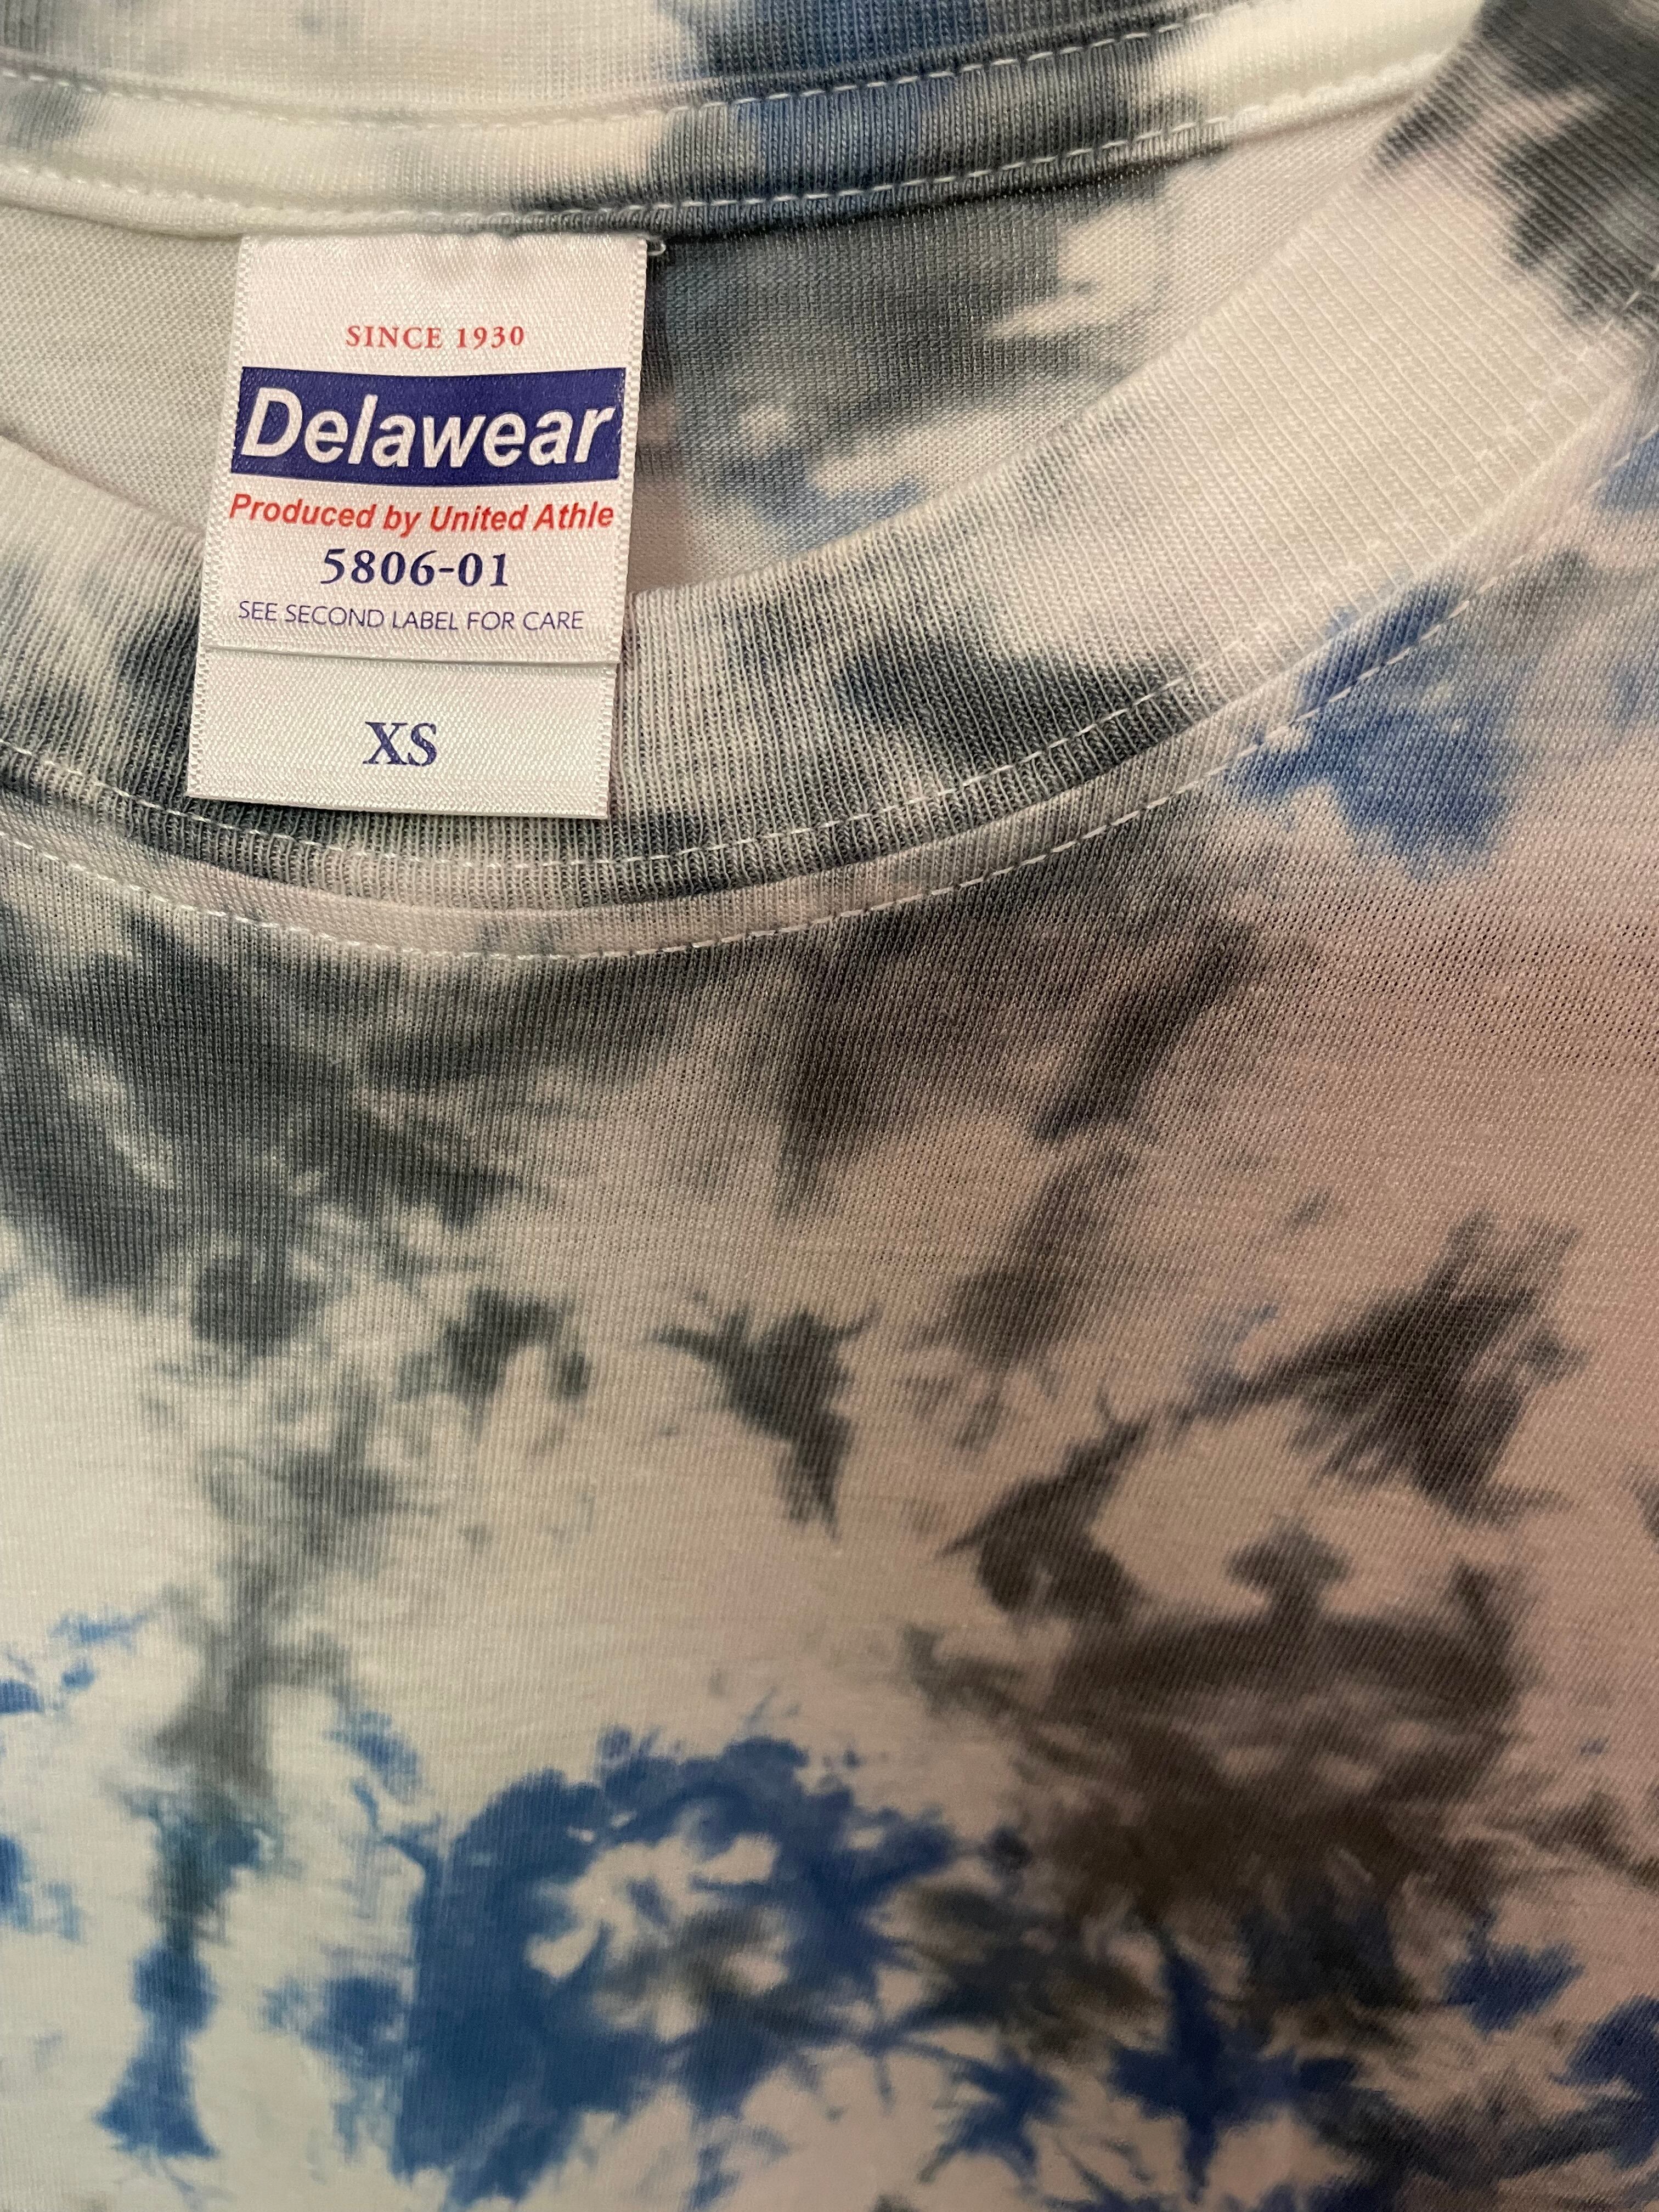 SINCE 1930
Delawear
Produced by United Athle
5806-01
SEE SECOND LABEL FOR CARE
XS